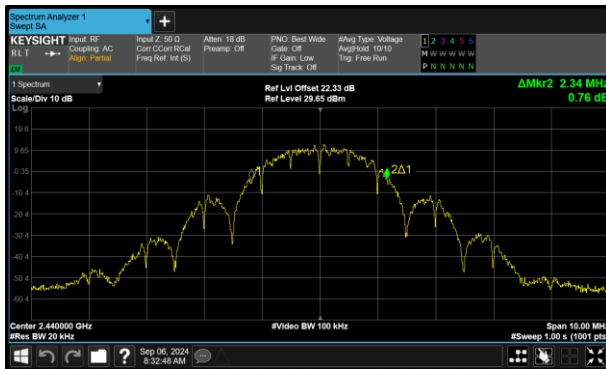 Spectrum Analyzer 1
Swept SA
KEYSIGHT Input: RF Input Z: 50 Ω Atten: 18 dB PNO: Best Wide #Avg Type: Voltage 1 2 3 4 5 6
RLT Coupling: AC Corr CCorr RCal Preamp: Off Gate: Off Avg|Hold: 10/10 M W W W W W
Align: Partial Freq Ref: Int (S) IF Gain: Low Trig: Free Run
Sig Track: Off P N N N N N
1 Spectrum Ref Lvl Offset 22.33 dB ΔMkr2 2.34 MHz
Scale/Div 10 dB Ref Level 29.65 dBm 0.76 dB
Log
19.6
9.65
-0.35
2Δ1
-10.4
-20.4
-30.4
-40.4
-50.4
-60.4
Center 2.440000 GHz #Video BW 100 kHz Span 10.00 MHz
#Res BW 20 kHz #Sweep 1.00 s (1001 pts)
? Sep 06, 2024
8:32:48 AM